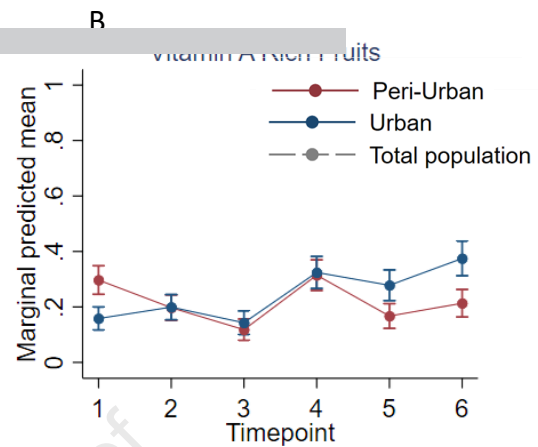 B
Vitamin A Rich Fruits
Peri-Urban
Urban
Total population
Marginal predicted mean
1
.8
.6
.4
.2
0
1 2 3 4 5 6
Timepoint